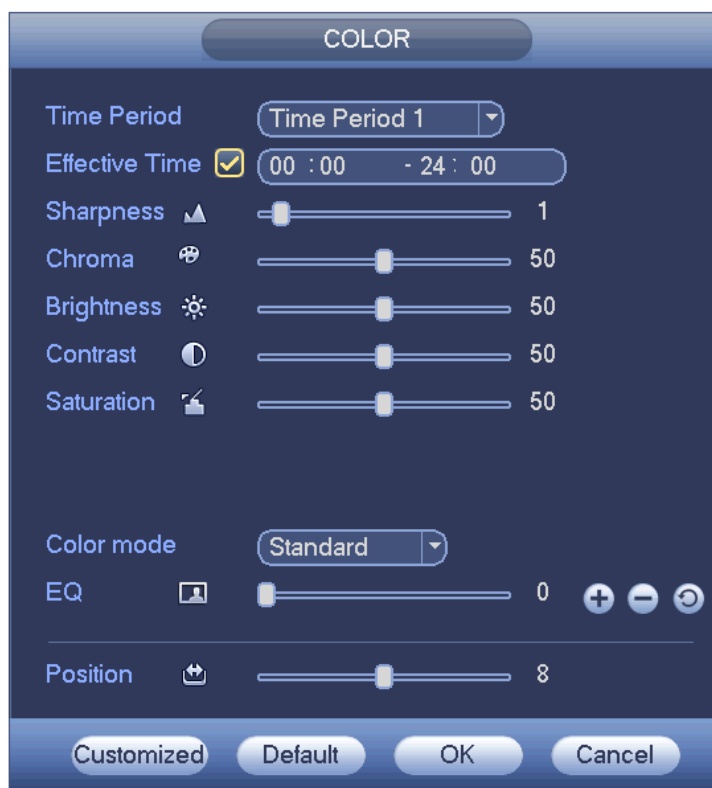 COLOR
Time Period Time Period 1
Effective Time 00 :00 - 24 : 00
Sharpness 1
Chroma 50
Brightness 50
Contrast 50
Saturation 50
Color mode Standard
EQ 0
Position 8
Customized Default OK Cancel